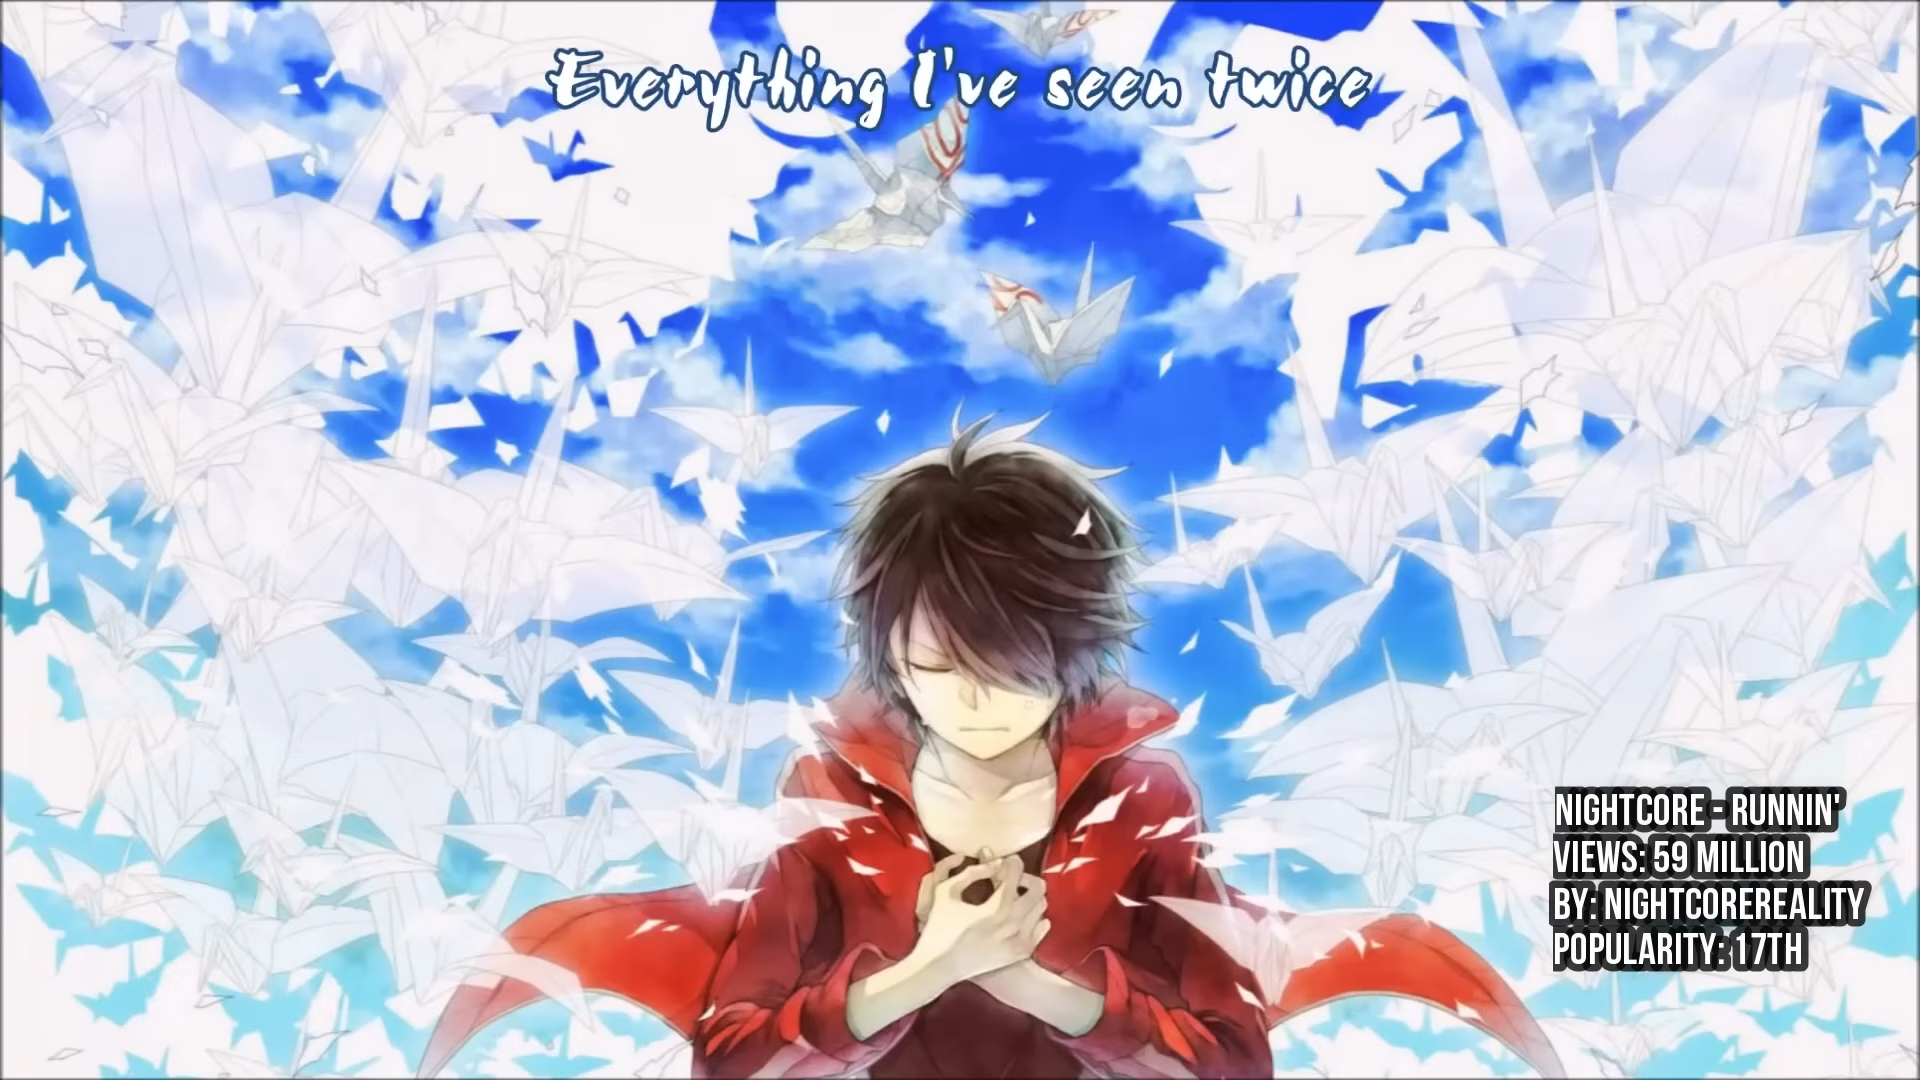 Everything I've seen twice
NIGHTCORE - RUNNIN'
VIEWS: 59 MILLION
BY: NIGHTCOREREALITY
POPULARITY: 17TH